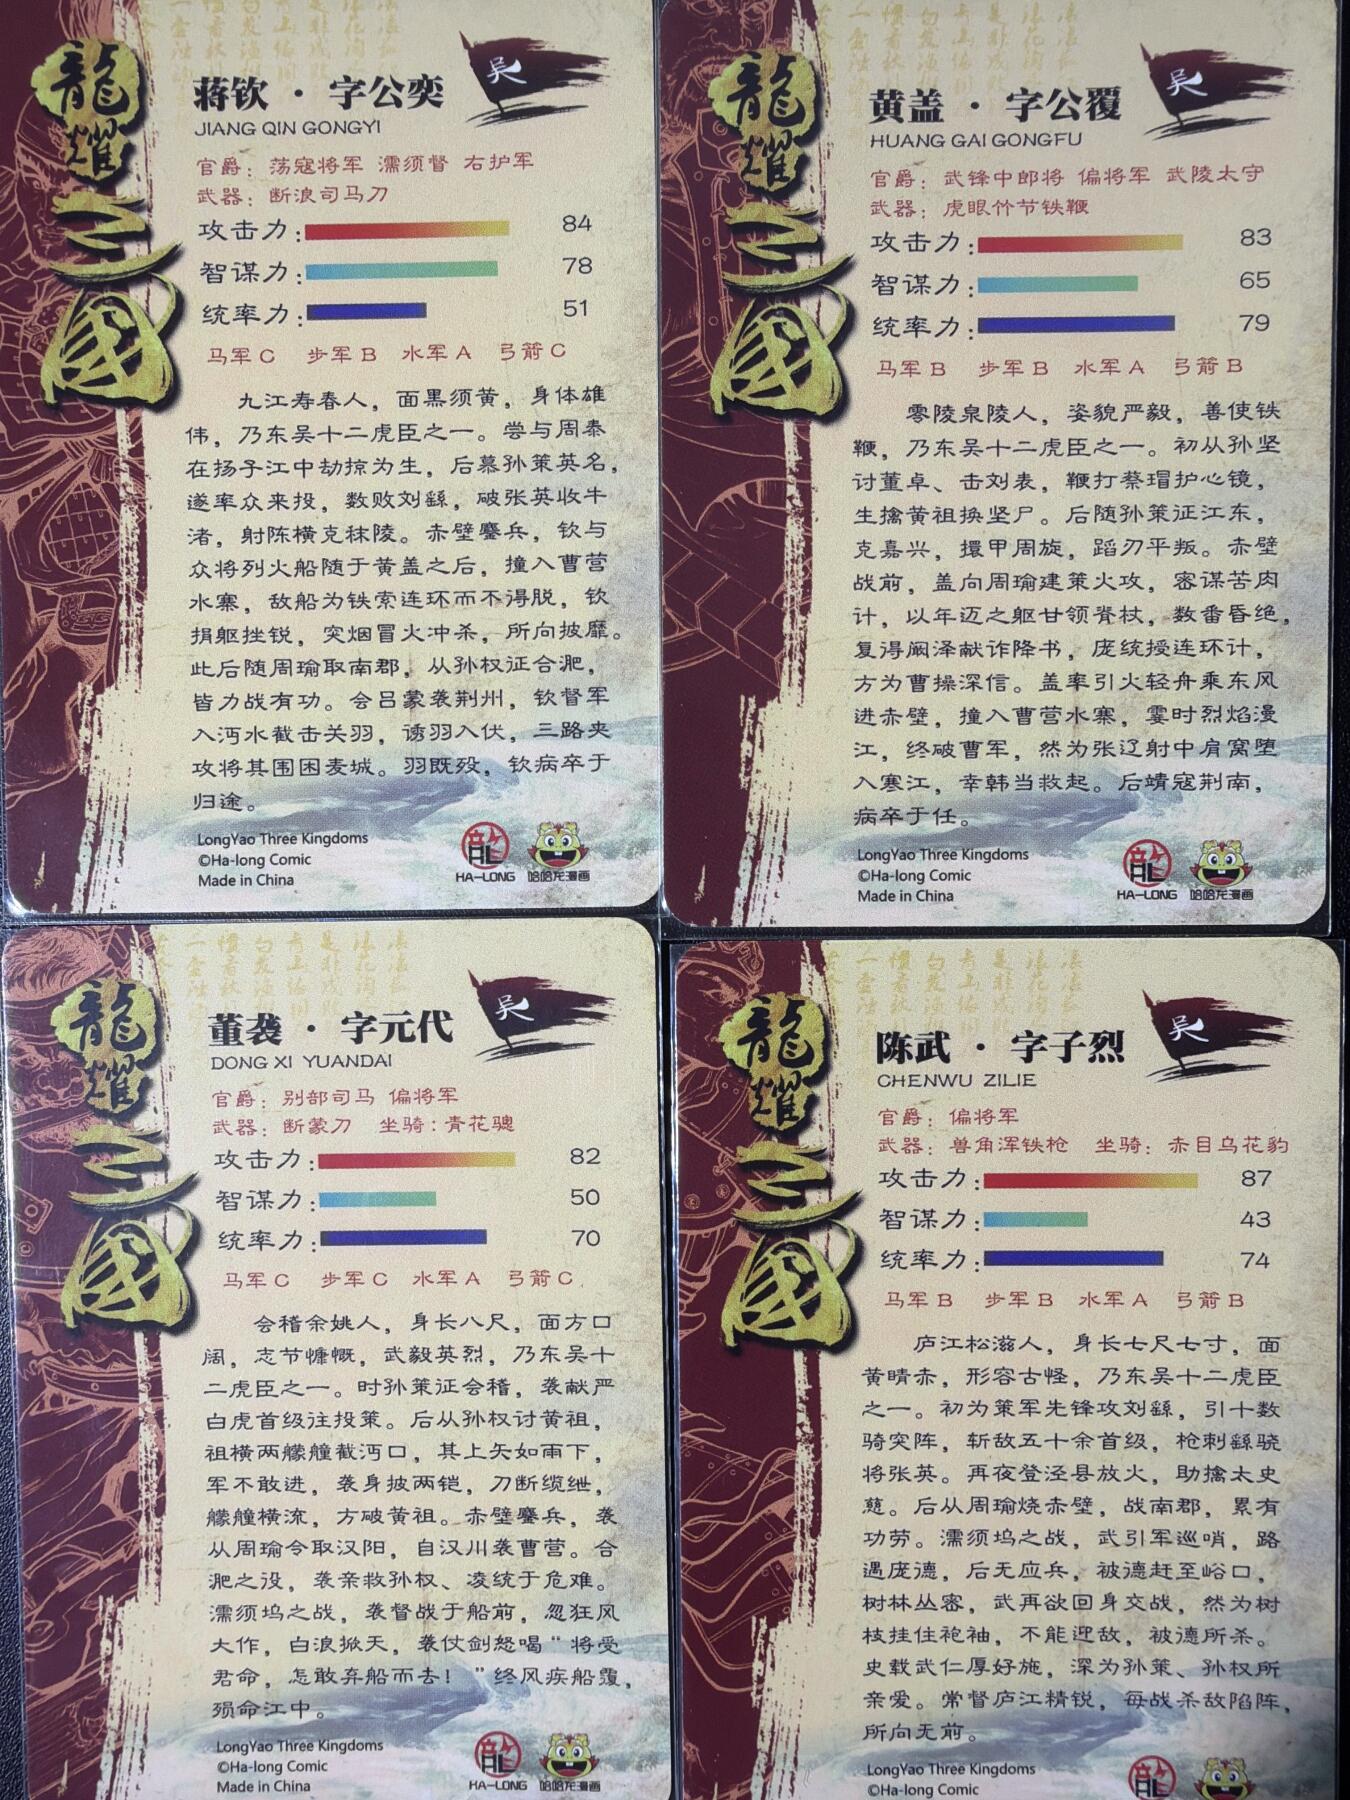 龍耀三國
蒋钦·字公奕
吴
JIANG QIN GONGYI
官爵：荡寇将军 濡须督 右护军
武器：断浪司马刀
攻击力： 84
智谋力： 78
统率力： 51
马军C 步军B 水军A 弓箭C
九江寿春人，面黑须黄，身体雄
伟，乃东吴十二虎臣之一。尝与周泰
在扬子江中劫掠为生，后慕孙策英名，
遂率众来投，数败刘繇，破张英收牛
渚，射陈横克秣陵。赤壁鏖兵，钦与
众将列火船随于黄盖之后，撞入曹营
水寨，敌船为铁索连环而不得脱，钦
捐躯挫锐，突烟冒火冲杀，所向披靡。
此后随周瑜取南郡，从孙权征合淝，
皆力战有功。会吕蒙袭荆州，钦督军
入沔水截击关羽，诱羽入伏，三路夹
攻将其围困麦城。羽既殁，钦病卒于
归途。
LongYao Three Kingdoms
©Ha-long Comic
Made in China
HA-LONG 哈哈龙漫画
龍耀三國
黄盖·字公覆
吴
HUANG GAI GONGFU
官爵：武锋中郎将 偏将军 武陵太守
武器：虎眼竹节铁鞭
攻击力： 83
智谋力： 65
统率力： 79
马军B 步军B 水军A 弓箭B
零陵泉陵人，姿貌严毅，善使铁
鞭，乃东吴十二虎臣之一。初从孙坚
讨董卓、击刘表，鞭打蔡瑁护心镜，
生擒黄祖换坚尸。后随孙策征江东，
克嘉兴，擐甲周旋，蹈刃平叛。赤壁
战前，盖向周瑜建策火攻，密谋苦肉
计，以年迈之躯甘领脊杖，数番昏绝，
复得阚泽献诈降书，庞统授连环计，
方为曹操深信。盖率引火轻舟乘东风
进赤壁，撞入曹营水寨，霎时烈焰漫
江，终破曹军，然为张辽射中肩窝堕
入寒江，幸韩当救起。后靖寇荆南，
病卒于任。
LongYao Three Kingdoms
©Ha-long Comic
Made in China
HA-LONG 哈哈龙漫画
龍耀三國
董袭·字元代
吴
DONG XI YUANDAI
官爵：别部司马 偏将军
武器：断蒙刀 坐骑：青花骢
攻击力： 82
智谋力： 50
统率力： 70
马军C 步军C 水军A 弓箭C
会稽余姚人，身长八尺，面方口
阔，志节慷慨，武毅英烈，乃东吴十
二虎臣之一。时孙策征会稽，袭献严
白虎首级往投策。后从孙权讨黄祖，
祖横两艨艟截沔口，其上矢如雨下，
军不敢进，袭身披两铠，刀断缆绁，
艨艟横流，方破黄祖。赤壁鏖兵，袭
从周瑜令取汉阳，自汉川袭曹营。合
淝之役，袭亲救孙权、凌统于危难。
濡须坞之战，袭督战于船前，忽狂风
大作，白浪掀天，袭仗剑怒喝“将受
君命，怎敢弃船而去！”终风疾船覆，
殒命江中。
LongYao Three Kingdoms
©Ha-long Comic
Made in China
HA-LONG 哈哈龙漫画
龍耀三國
陈武·字子烈
吴
CHENWU ZILIE
官爵：偏将军
武器：兽角浑铁枪 坐骑：赤目乌花豹
攻击力： 87
智谋力： 43
统率力： 74
马军B 步军B 水军A 弓箭B
庐江松滋人，身长七尺七寸，面
黄睛赤，形容古怪，乃东吴十二虎臣
之一。初为策军先锋攻刘繇，引十数
骑突阵，斩敌五十余首级，枪刺繇骁
将张英。再夜登泾县放火，助擒太史
慈。后从周瑜烧赤壁，战南郡，累有
功劳。濡须坞之战，武引军巡哨，路
遇庞德，后无应兵，被德赶至峪口，
树林丛密，武再欲回身交战，然为树
枝挂住袍袖，不能迎敌，被德所杀。
史载武仁厚好施，深为孙策、孙权所
亲爱。常督庐江精锐，每战杀敌陷阵，
所向无前。
LongYao Three Kingdoms
©Ha-long Comic